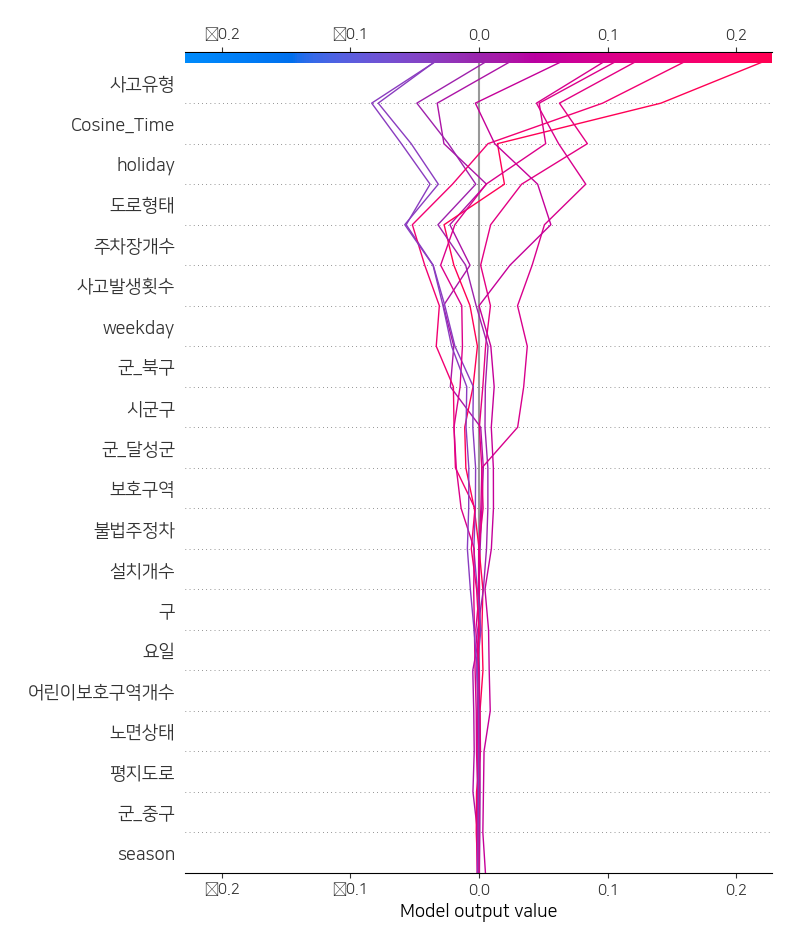 0.2 0.1 0.0 0.1 0.2
사고유형
Cosine_Time
holiday
도로형태
주차장개수
사고발생횟수
weekday
군_북구
시군구
군_달성군
보호구역
불법주정차
설치개수
구
요일
어린이보호구역개수
노면상태
평지도로
군_중구
season
0.2 0.1 0.0 0.1 0.2
Model output value